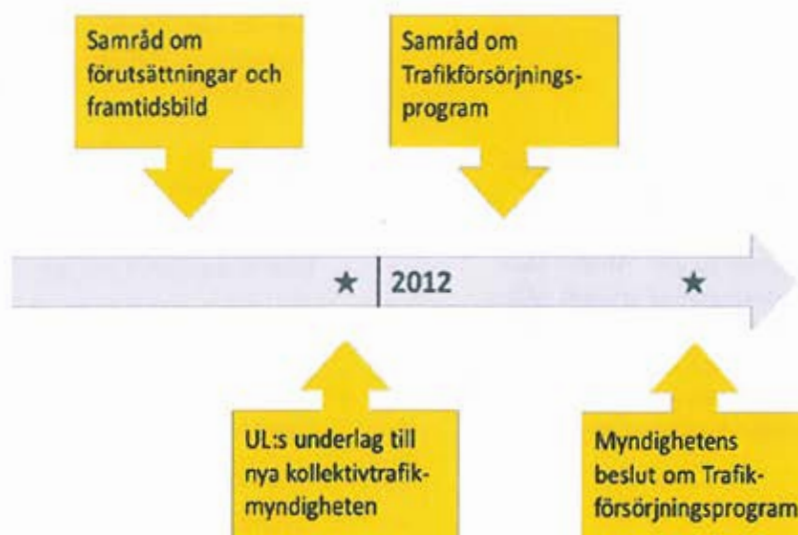 Samråd om
förutsättningar och
framtidsbild
Samråd om
Trafikförsörjnings-
program
2012
UL:s underlag till
nya kollektivtrafik-
myndigheten
Myndighetens
beslut om Trafik-
försörjningsprogram